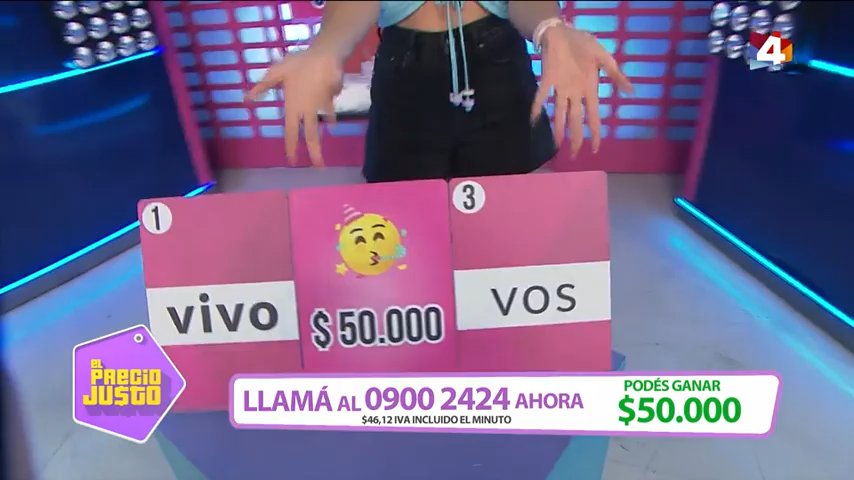 4
1
3
vivo
$ 50.000
VOS
EL
PRECIO
JUSTO
LLAMÁ AL 0900 2424 AHORA
$46,12 IVA INCLUIDO EL MINUTO
PODÉS GANAR
$50.000